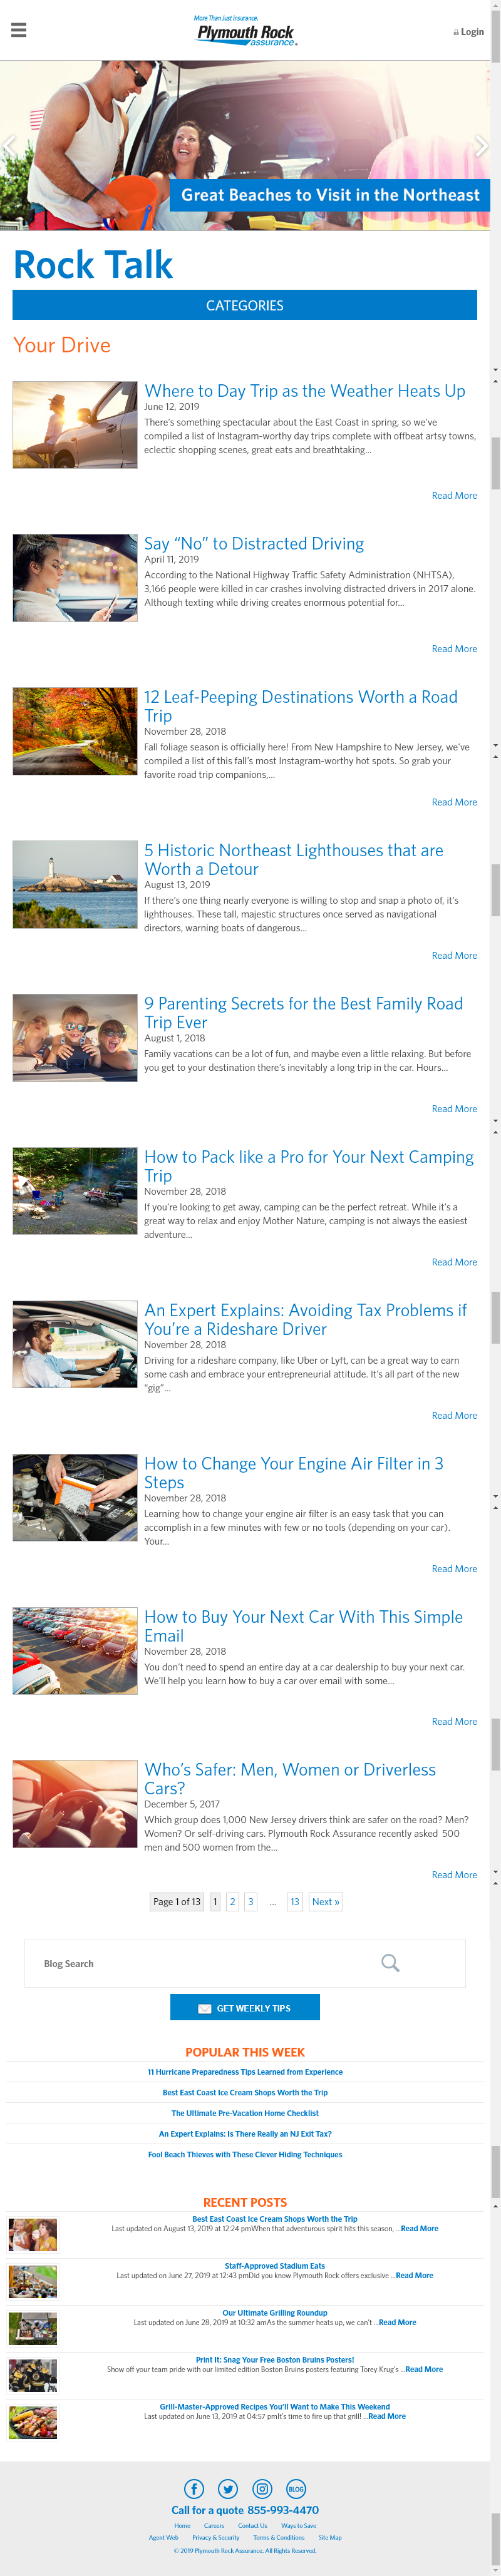 More Than Just Insurance.
Plymouth Rock
assurance®
Login
Great Beaches to Visit in the Northeast
Rock Talk
CATEGORIES
Your Drive
Where to Day Trip as the Weather Heats Up
June 12, 2019
There's something spectacular about the East Coast in spring, so we've
compiled a list of Instagram-worthy day trips complete with offbeat artsy towns,
eclectic shopping scenes, great eats and breathtaking...
Read More
Say “No” to Distracted Driving
April 11, 2019
According to the National Highway Traffic Safety Administration (NHTSA),
3,166 people were killed in car crashes involving distracted drivers in 2017 alone.
Although texting while driving creates enormous potential for...
Read More
12 Leaf-Peeping Destinations Worth a Road
Trip
November 28, 2018
Fall foliage season is officially here! From New Hampshire to New Jersey, we've
compiled a list of this fall's most Instagram-worthy hot spots. So grab your
favorite road trip companions,...
Read More
5 Historic Northeast Lighthouses that are
Worth a Detour
August 13, 2019
If there's one thing nearly everyone is willing to stop and snap a photo of, it's
lighthouses. These tall, majestic structures once served as navigational
directors, warning boats of dangerous...
Read More
9 Parenting Secrets for the Best Family Road
Trip Ever
August 1, 2018
Family vacations can be a lot of fun, and maybe even a little relaxing. But before
you get to your destination there's inevitably a long trip in the car. Hours...
Read More
How to Pack like a Pro for Your Next Camping
Trip
November 28, 2018
If you're looking to get away, camping can be the perfect retreat. While it's a
great way to relax and enjoy Mother Nature, camping is not always the easiest
adventure...
Read More
An Expert Explains: Avoiding Tax Problems if
You're a Rideshare Driver
November 28, 2018
Driving for a rideshare company, like Uber or Lyft, can be a great way to earn
some cash and embrace your entrepreneurial attitude. It's all part of the new
“gig”...
Read More
How to Change Your Engine Air Filter in 3
Steps
November 28, 2018
Learning how to change your engine air filter is an easy task that you can
accomplish in a few minutes with few or no tools (depending on your car).
Your...
Read More
How to Buy Your Next Car With This Simple
Email
November 28, 2018
You don't need to spend an entire day at a car dealership to buy your next car.
We'll help you learn how to buy a car over email with some...
Read More
Who's Safer: Men, Women or Driverless
Cars?
December 5, 2017
Which group does 1,000 New Jersey drivers think are safer on the road? Men?
Women? Or self-driving cars. Plymouth Rock Assurance recently asked 500
men and 500 women from the...
Read More
Page 1 of 13 1 2 3 ... 13 Next »
Blog Search
GET WEEKLY TIPS
POPULAR THIS WEEK
11 Hurricane Preparedness Tips Learned from Experience
Best East Coast Ice Cream Shops Worth the Trip
The Ultimate Pre-Vacation Home Checklist
An Expert Explains: Is There Really an NJ Exit Tax?
Fool Beach Thieves with These Clever Hiding Techniques
RECENT POSTS
Best East Coast Ice Cream Shops Worth the Trip
Last updated on August 13, 2019 at 12:24 pmWhen that adventurous spirit hits this season, ...Read More
Staff-Approved Stadium Eats
Last updated on June 27, 2019 at 12:43 pmDid you know Plymouth Rock offers exclusive ...Read More
Our Ultimate Grilling Roundup
Last updated on June 28, 2019 at 10:32 amAs the summer heats up, we can't ...Read More
Print It: Snag Your Free Boston Bruins Posters!
Show off your team pride with our limited edition Boston Bruins posters featuring Torey Krug's ...Read More
Grill-Master-Approved Recipes You'll Want to Make This Weekend
Last updated on June 13, 2019 at 04:57 pmIt's time to fire up that grill! ...Read More
BLOG
Call for a quote 855-993-4470
Home Careers Contact Us Ways to Save
Agent Web Privacy & Security Terms & Conditions Site Map
© 2019 Plymouth Rock Assurance. All Rights Reserved.